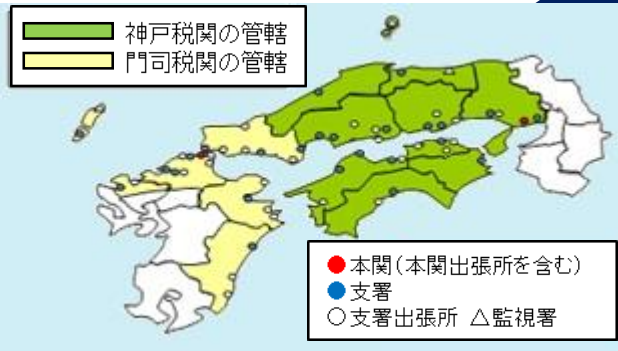 神戸税関の管轄
門司税関の管轄
●本関(本関出張所を含む)
●支署
○支署出張所 △監視署